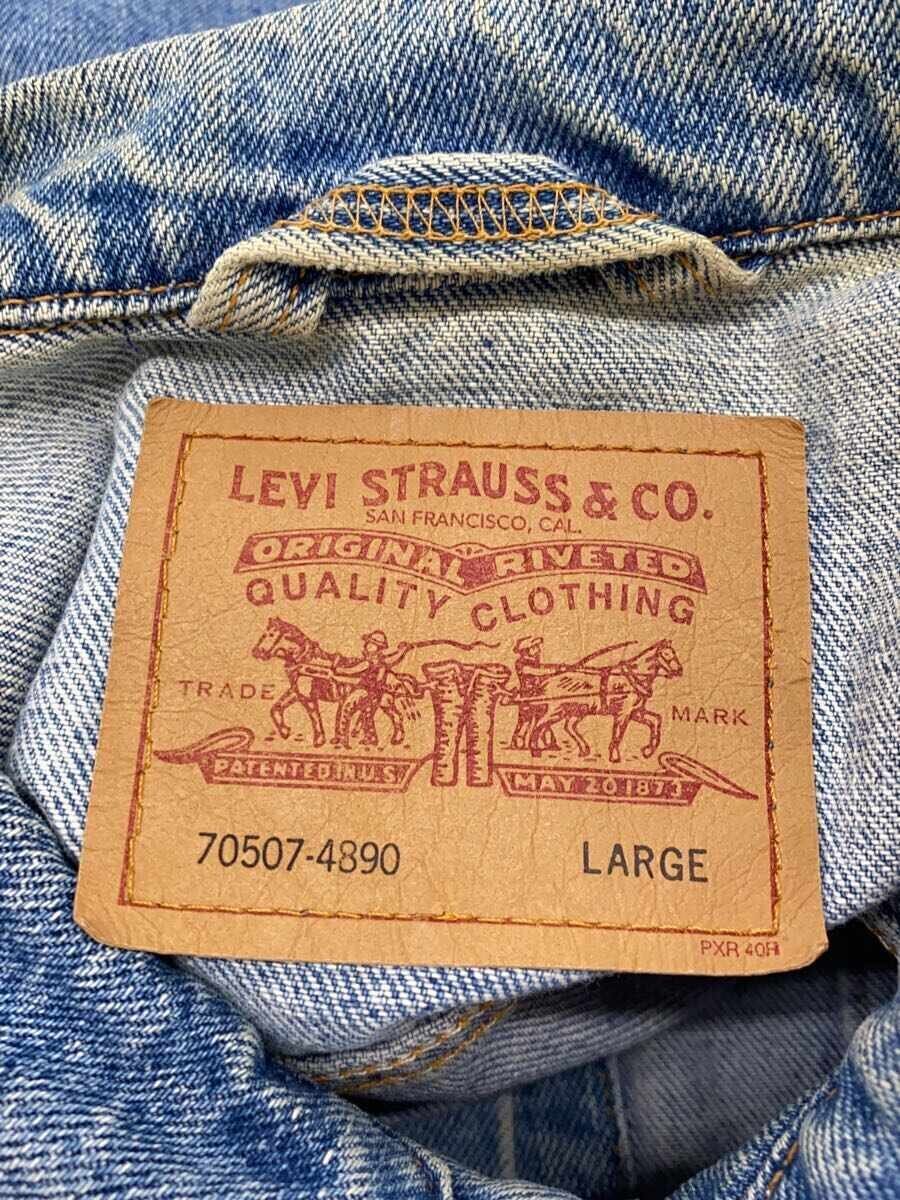 LEVI STRAUSS & CO.
SAN FRANCISCO, CAL.
ORIGINAL RIVETED
QUALITY CLOTHING
TRADE MARK
PATENTED IN U.S.
MAY 20 1873
70507-4890 LARGE
PXR 40R